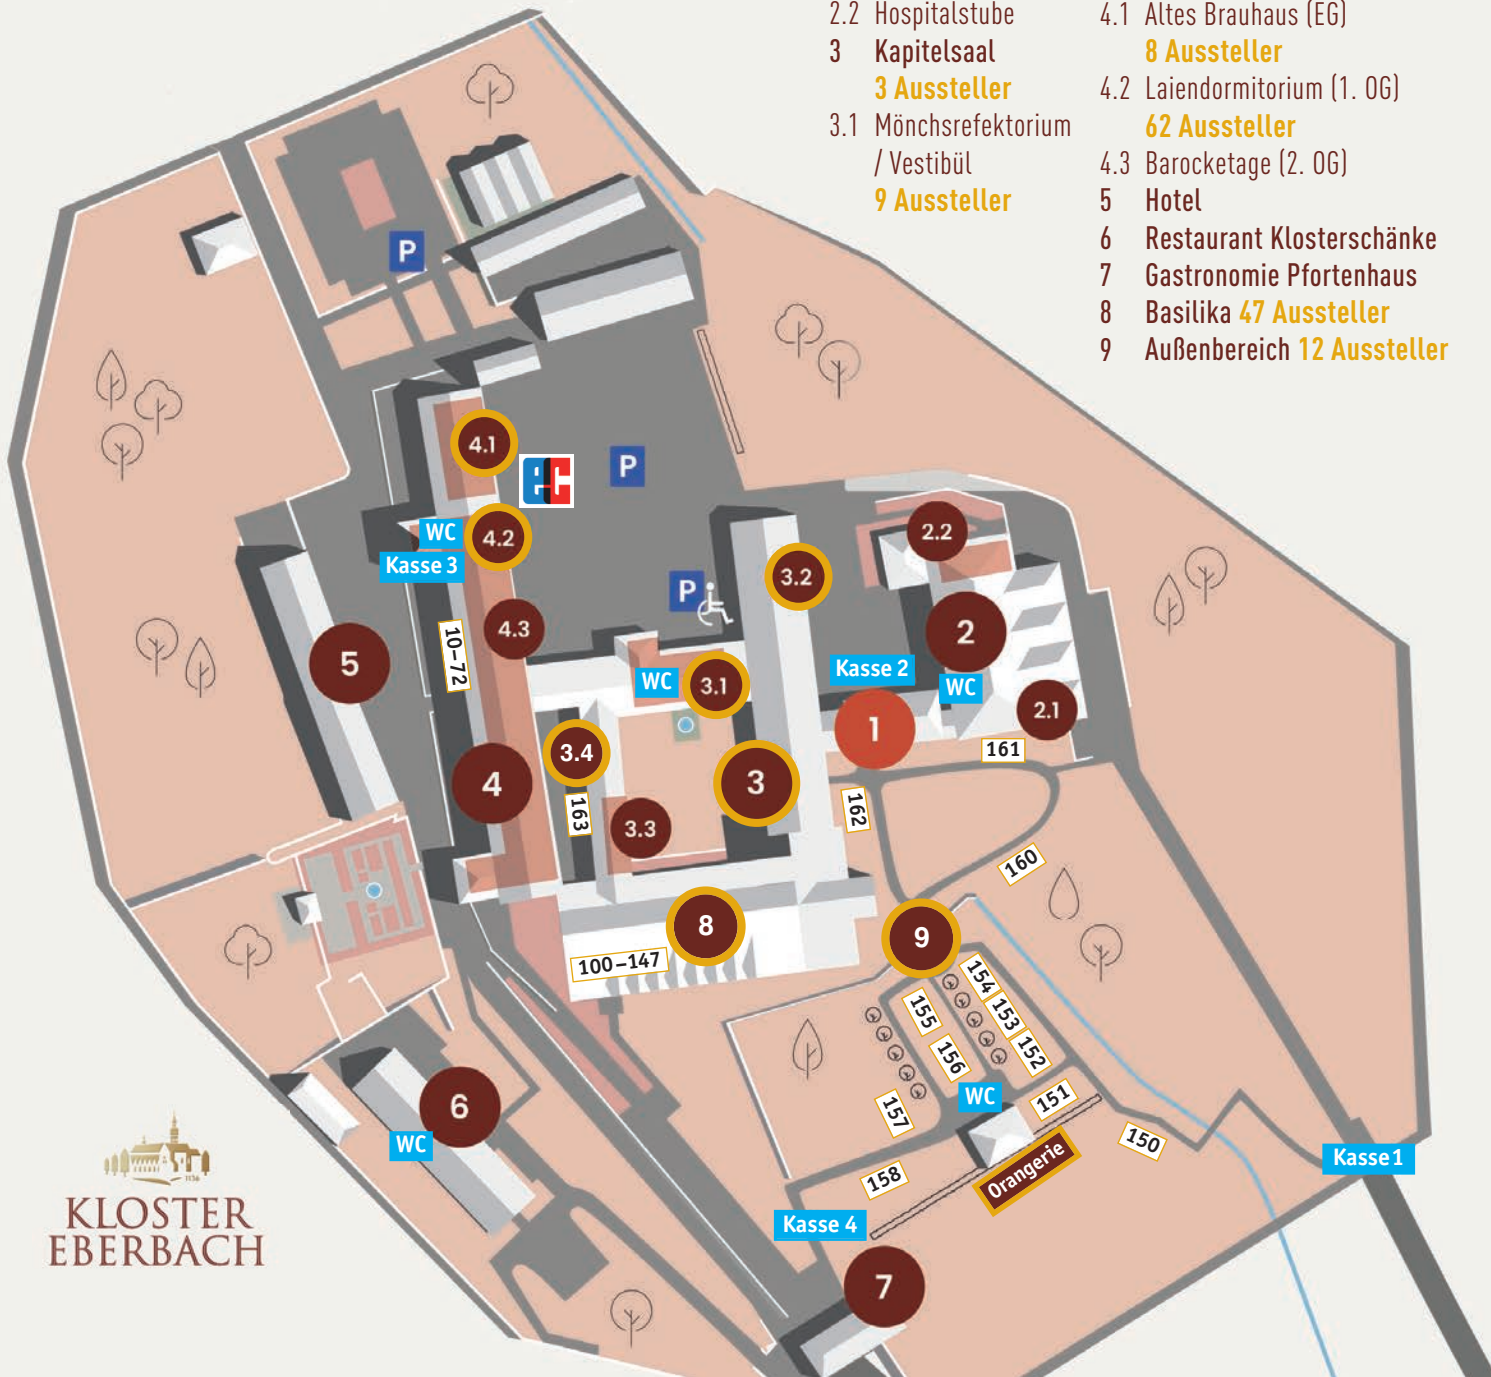 2.2 Hospitalstube
3 Kapitelsaal
3 Aussteller
3.1 Mönchsrefektorium
/ Vestibül
9 Aussteller
4.1 Altes Brauhaus (EG)
8 Aussteller
4.2 Laiendormitorium (1. OG)
62 Aussteller
4.3 Barocketage (2. OG)
5 Hotel
6 Restaurant Klosterschänke
7 Gastronomie Pfortenhaus
8 Basilika 47 Aussteller
9 Außenbereich 12 Aussteller
P
4.1
ec
P
WC
4.2
Kasse 3
2.2
3.2
P
4.3
10–72
5
2
WC
3.1
Kasse 2
WC
2.1
1
161
3.4
4
3
163
3.3
162
160
8
9
100–147
154
153
152
155
156
157
WC
151
150
6
WC
Orangerie
158
Kasse1
Kasse 4
7
1136
KLOSTER
EBERBACH